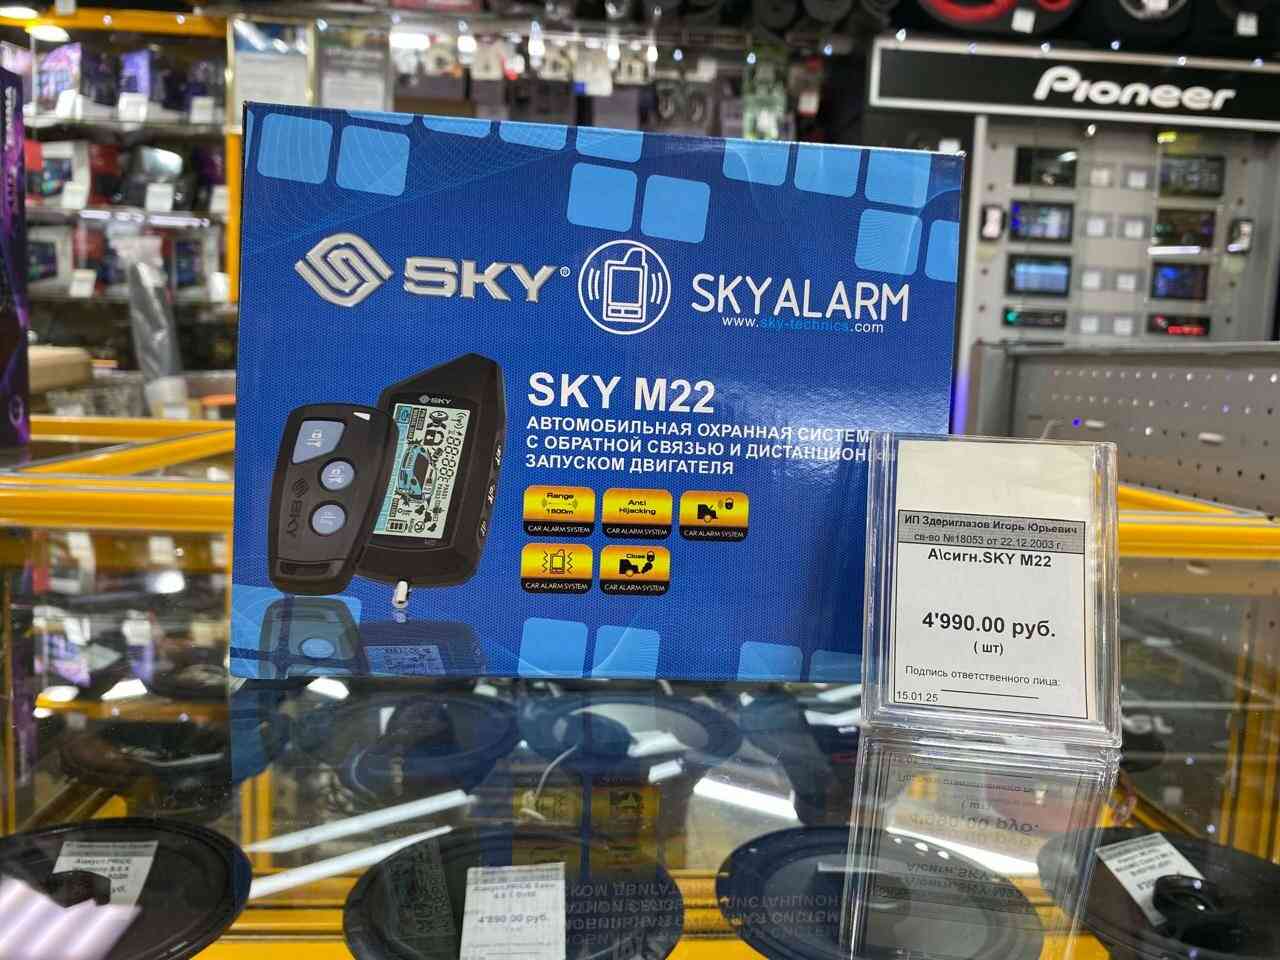 Pioneer
SKY®
SKYALARM
www.sky-technics.com
SKY
SKY
SKY M22
АВТОМОБИЛЬНАЯ ОХРАННАЯ СИСТЕМ
С ОБРАТНОЙ СВЯЗЬЮ И ДИСТАНЦИОН
ЗАПУСКОМ ДВИГАТЕЛЯ
Range
1800m
CAR ALARM SYSTEM
Anti
Hijacking
CAR ALARM SYSTEM
CAR ALARM SYSTEM
CAR ALARM SYSTEM
Close
CAR ALARM SYSTEM
ИП Здериглазов Игорь Юрьевич
св-во №18053 от 22.12.2003 г.
А\сигн.SKY M22
4'990.00 руб.
( шт)
Подпись ответственного лица:
15.01.25
4'890.00 руб.